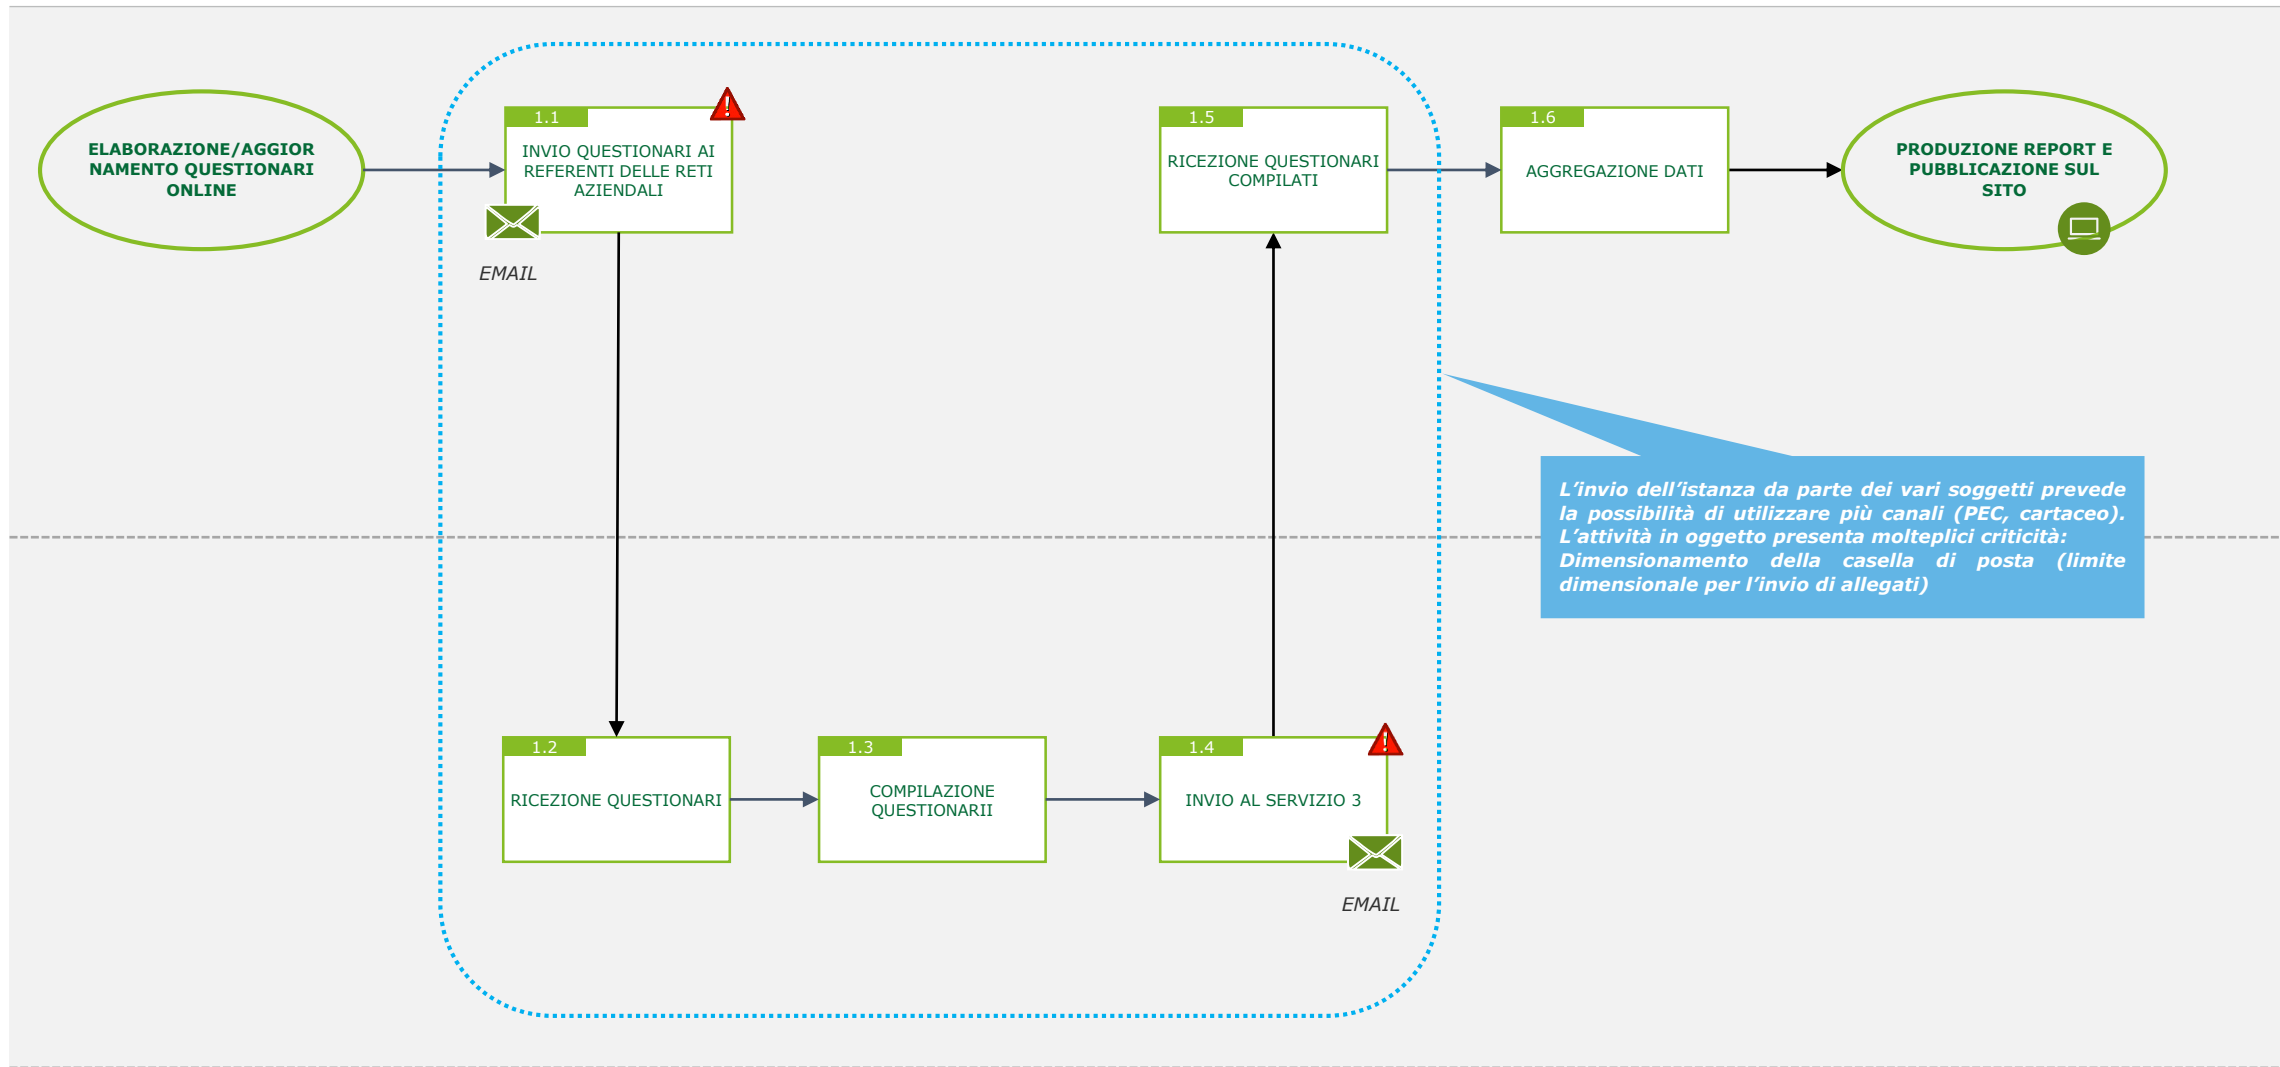 ELABORAZIONE/AGGIOR
NAMENTO QUESTIONARI
ONLINE
1.1
INVIO QUESTIONARI AI
REFERENTI DELLE RETI
AZIENDALI
EMAIL
1.5
RICEZIONE QUESTIONARI
COMPILATI
1.6
AGGREGAZIONE DATI
PRODUZIONE REPORT E
PUBBLICAZIONE SUL
SITO
L’invio dell’istanza da parte dei vari soggetti prevede
la possibilità di utilizzare più canali (PEC, cartaceo).
L’attività in oggetto presenta molteplici criticità:
Dimensionamento della casella di posta (limite
dimensionale per l’invio di allegati)
1.2
RICEZIONE QUESTIONARI
1.3
COMPILAZIONE
QUESTIONARII
1.4
INVIO AL SERVIZIO 3
EMAIL